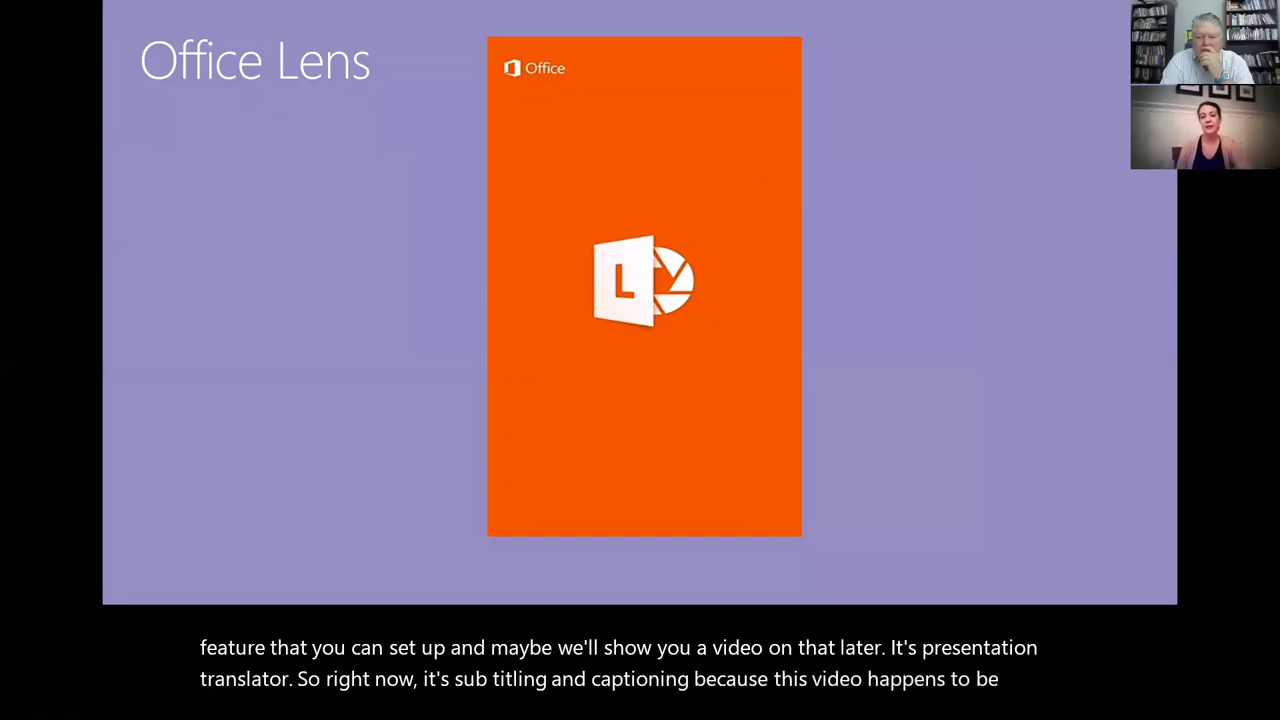 Office Lens
Office
L
feature that you can set up and maybe we'll show you a video on that later. It's presentation
translator. So right now, it's sub titling and captioning because this video happens to be